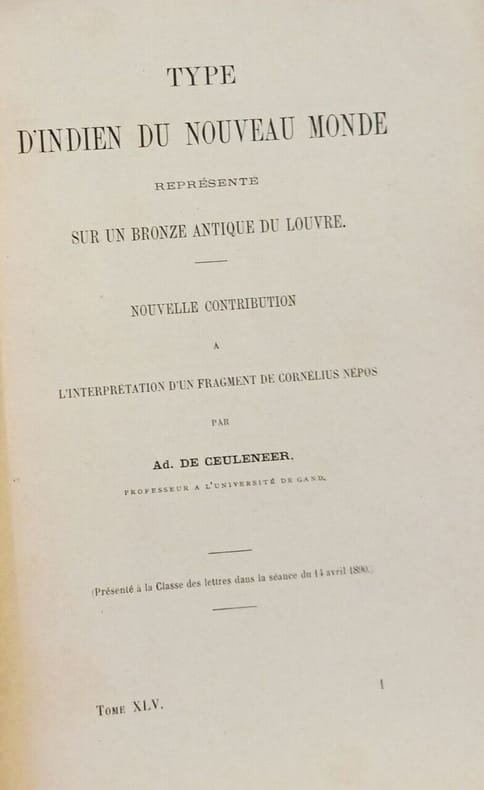 TYPE
D'INDIEN DU NOUVEAU MONDE
REPRÉSENTÉ
SUR UN BRONZE ANTIQUE DU LOUVRE.
NOUVELLE CONTRIBUTION
A
L'INTERPRÉTATION D'UN FRAGMENT DE CORNÉLIUS NÉPOS
PAR
Ad. DE CEULENEER.
PROFESSEUR A L'UNIVERSITÉ DE GAND.
(Présenté à la Classe des lettres dans la séance du 14 avril 1890.)
TOME XLV.
1